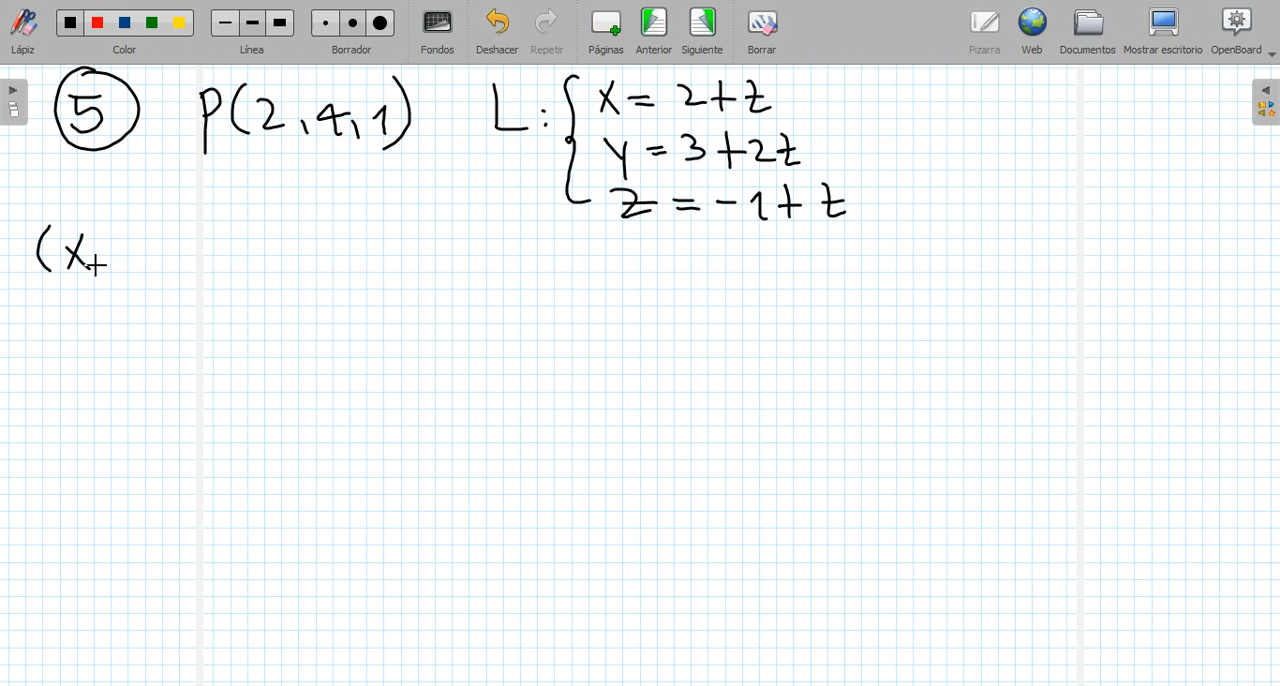 Lápiz Color Línea Borrador Fondos Deshacer Repetir Páginas Anterior Siguiente Borrar Pizarra Web Documentos Mostrar escritorio OpenBoard
5 P(2,4,1) L: { x = 2+t
y = 3+2t
z = -1+t
(x